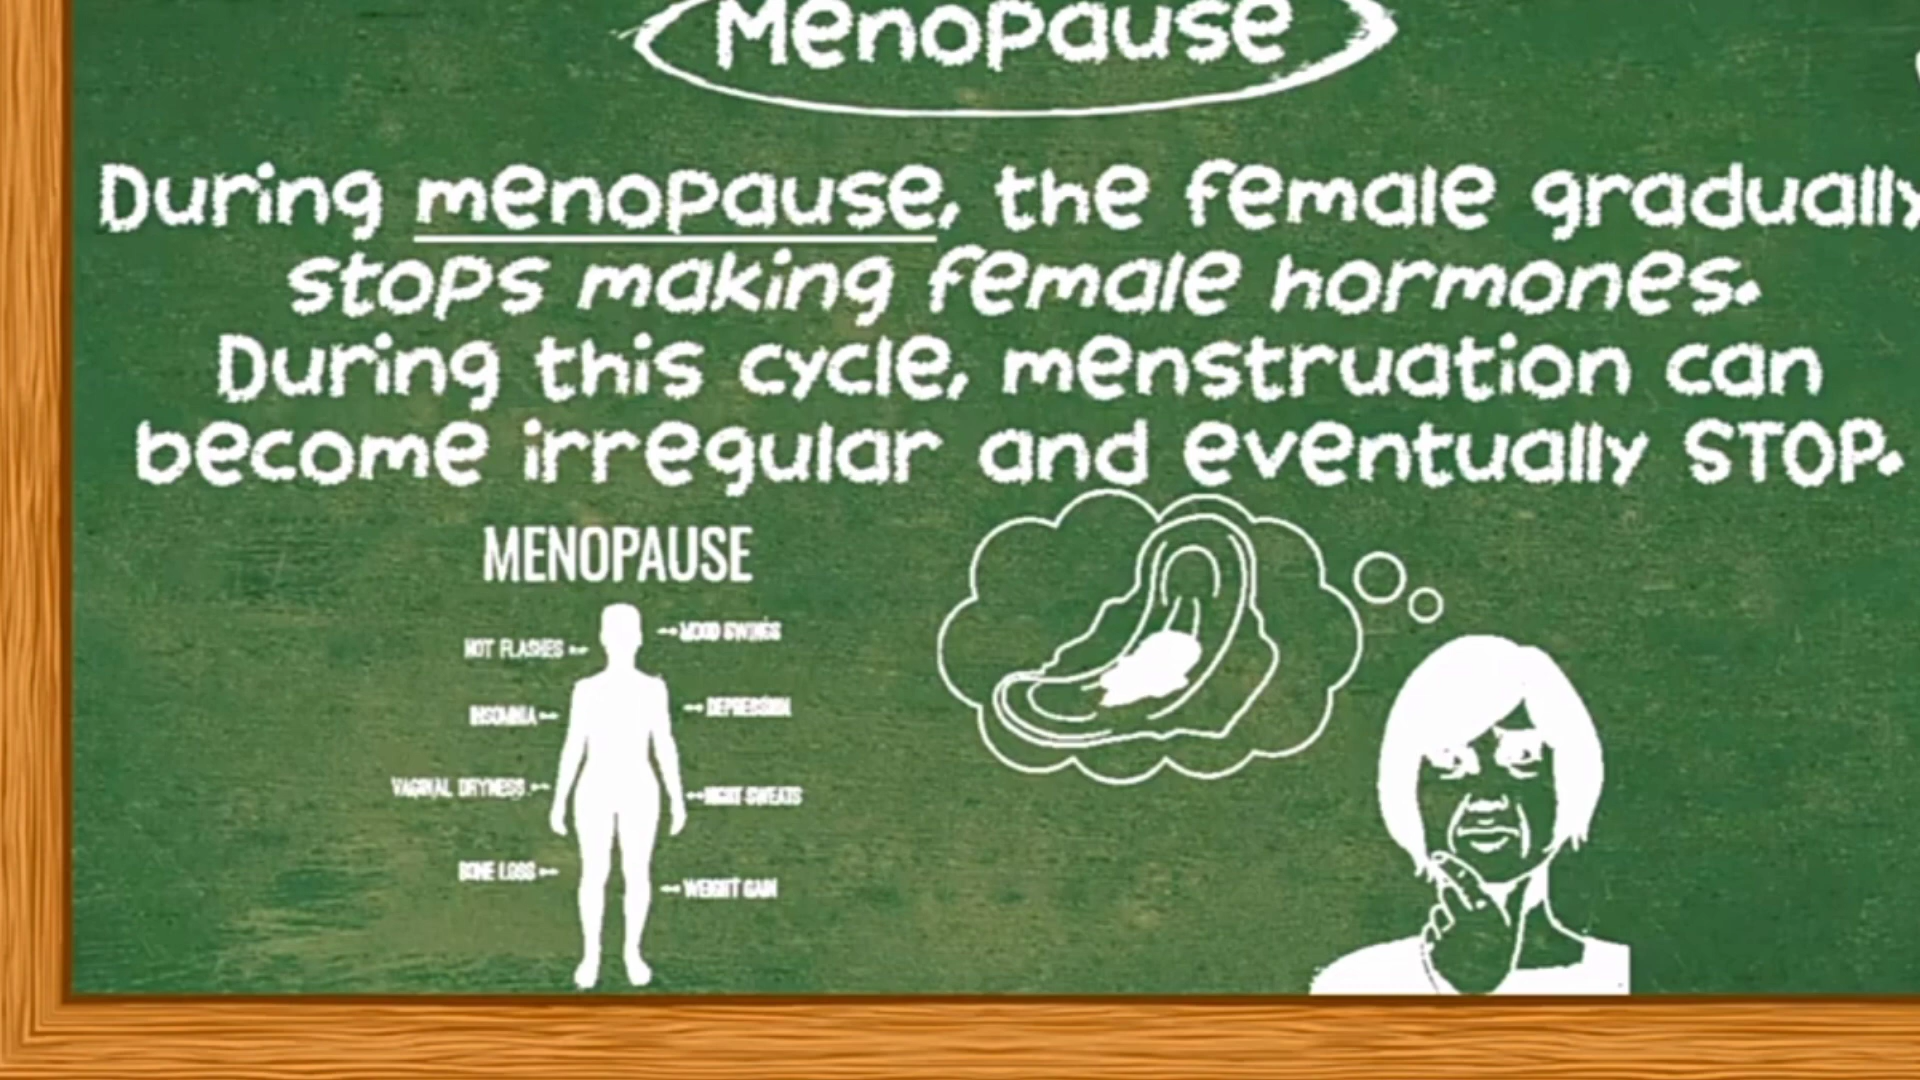 Menopause
During menopause, the female gradually
stops making female hormones.
During this cycle, menstruation can
become irregular and eventually STOP.
MENOPAUSE
MOOD SWINGS
HOT FLASHES
DEPRESSION
INSOMNIA
VAGINAL DRYNESS
NIGHT SWEATS
BONE LOSS
WEIGHT GAIN